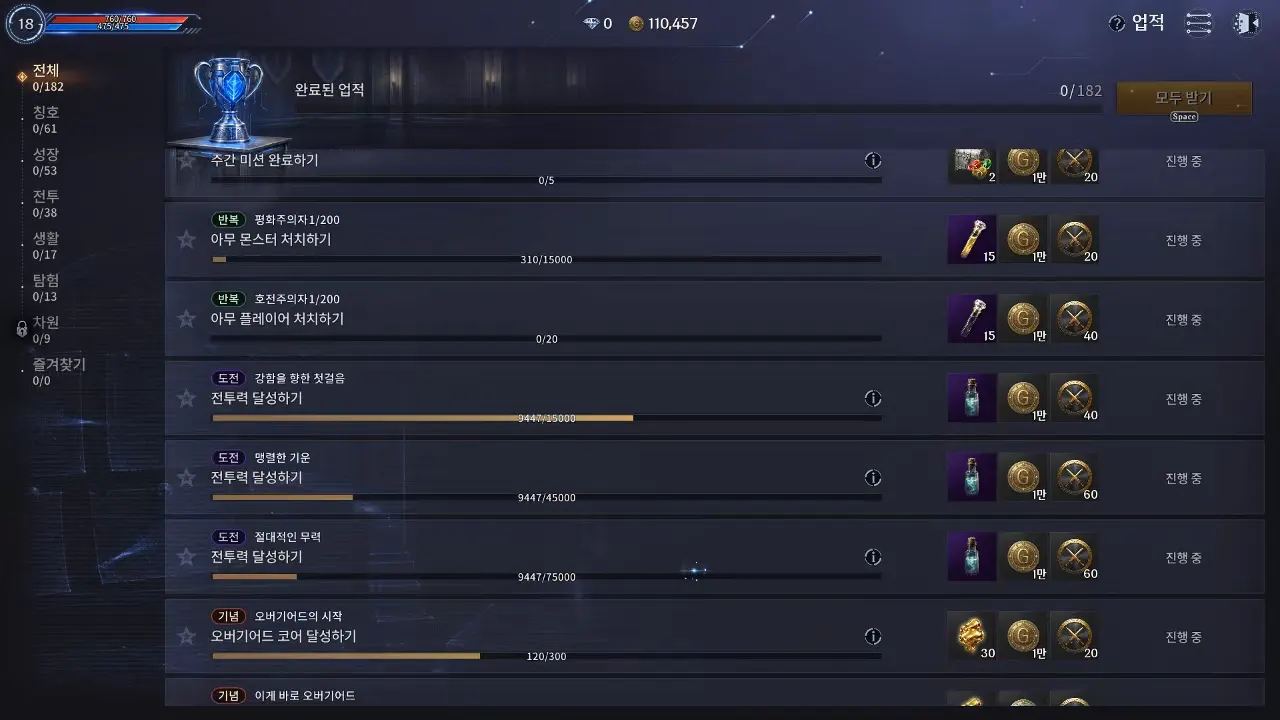 18
760/760
475/475
0
110,457
? 업적
전체
0/182
칭호
0/61
성장
0/53
전투
0/38
생활
0/17
탐험
0/13
차원
0/9
즐겨찾기
0/0
완료된 업적
0/182
모두 받기
Space
주간 미션 완료하기
0/5
2
1만
20
진행 중
반복 평화주의자1/200
아무 몬스터 처치하기
310/15000
15
1만
20
진행 중
반복 호전주의자1/200
아무 플레이어 처치하기
0/20
15
1만
40
진행 중
도전 강함을 향한 첫걸음
전투력 달성하기
9447/15000
1만
40
진행 중
도전 맹렬한 기운
전투력 달성하기
9447/45000
1만
60
진행 중
도전 절대적인 무력
전투력 달성하기
9447/75000
1만
60
진행 중
기념 오버기어드의 시작
오버기어드 코어 달성하기
120/300
30
1만
20
진행 중
기념 이게 바로 오버기어드